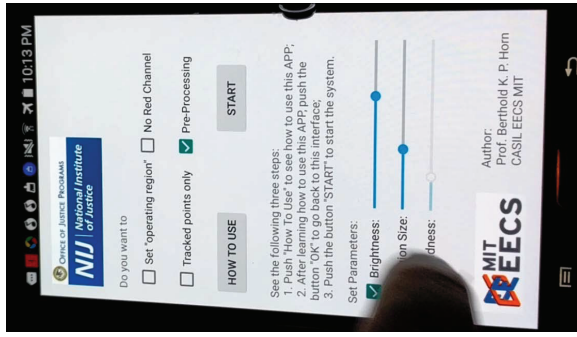 10:13 PM
OFFICE OF JUSTICE PROGRAMS
NIJ National Institute
of Justice
Do you want to
Set "operating region" No Red Channel
Tracked points only Pre-Processing
HOW TO USE START
See the following three steps:
1. Push "How To Use" to see how to use this APP;
2. After learning how to use this APP, push the
button "OK" to go back to this interface;
3. Push the button "START" to start the system.
Set Parameters:
Brightness:
ion Size:
dness:
MIT
EECS
Author:
Prof. Berthold K. P. Horn
CASIL EECS MIT